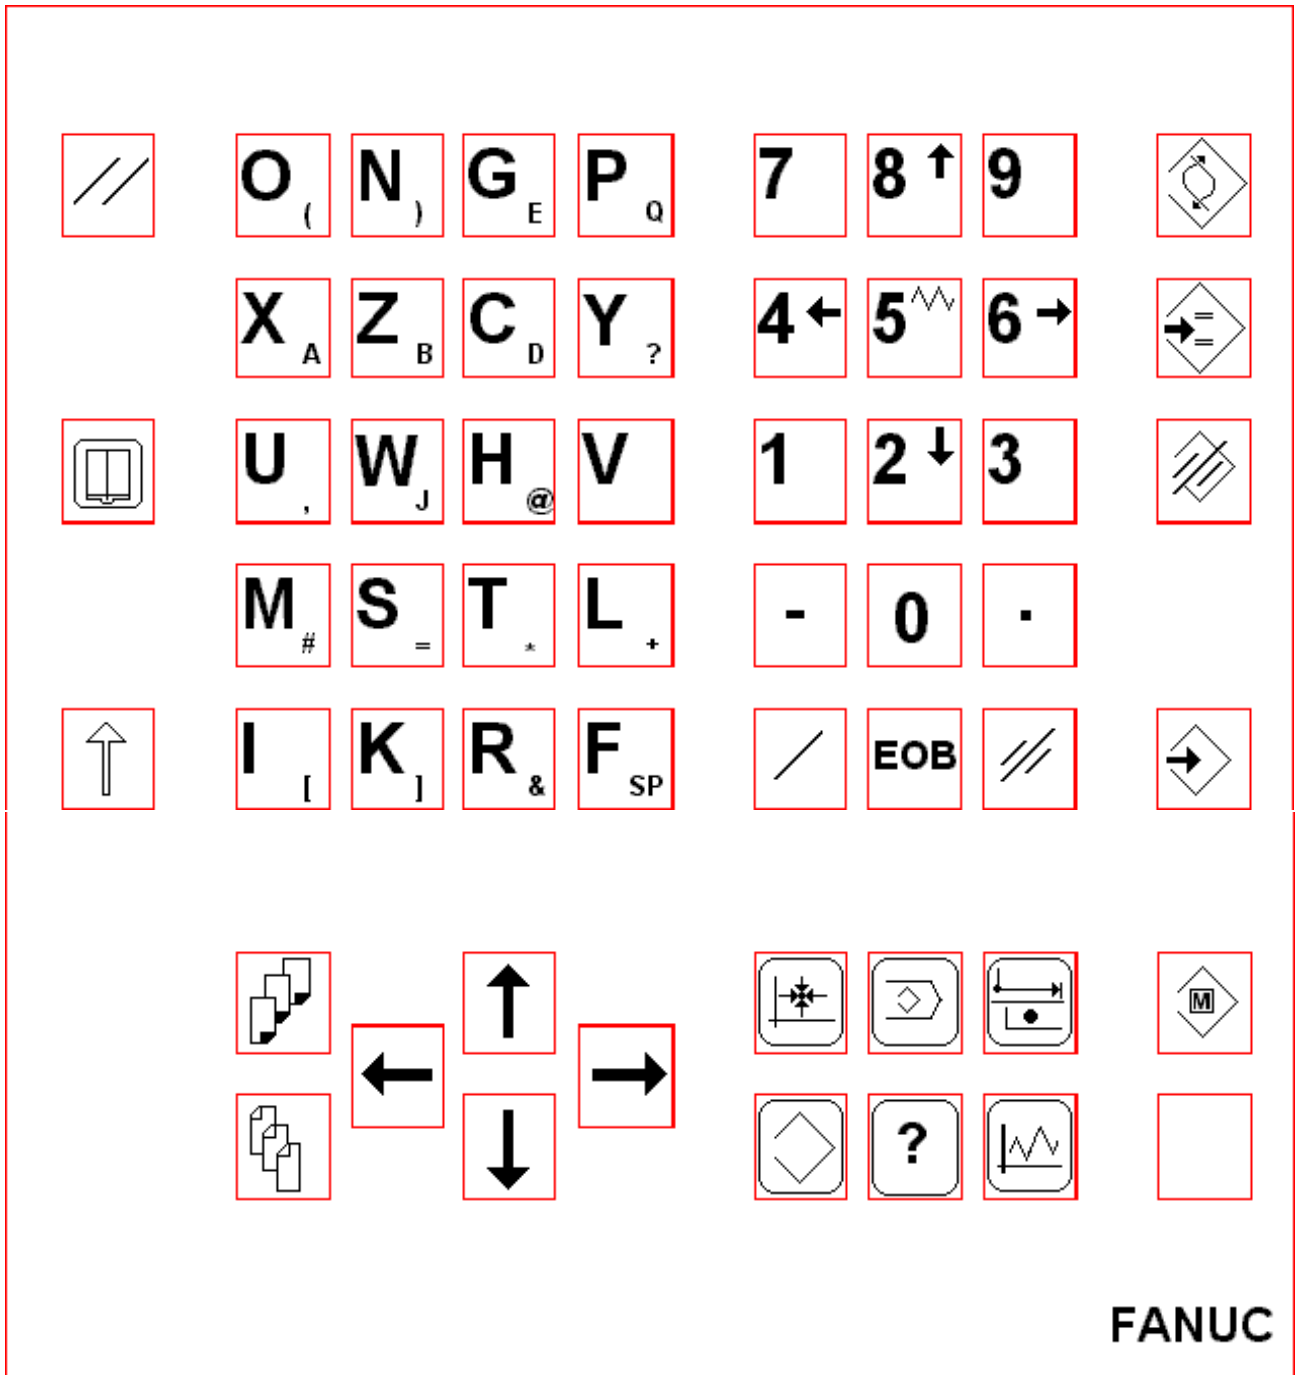 O ( N ) G E P Q 7 8 ↑ 9
X A Z B C D Y ? 4 ← 5 6 →
U , W J H @ V 1 2 ↓ 3
M # S = T * L + - 0 .
I [ K ] R & F SP / EOB
M
?
FANUC